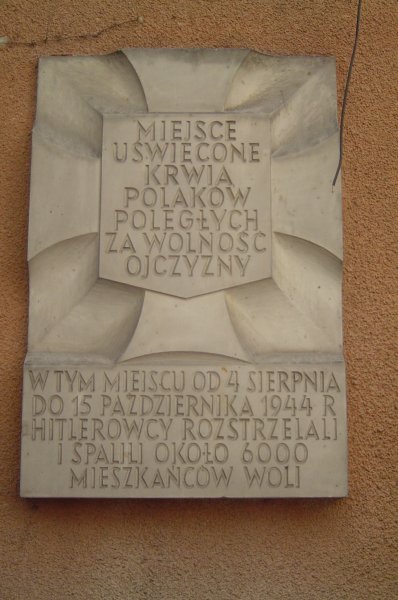 MIEJSCE
UŚWIĘCONE
KRWIĄ
POLAKÓW
POLEGŁYCH
ZA WOLNOŚĆ
OJCZYZNY
W TYM MIEJSCU OD 4 SIERPNIA
DO 15 PAŹDZIERNIKA 1944 R
HITLEROWCY ROZSTRZELALI
I SPALILI OKOŁO 6000
MIESZKAŃCÓW WOLI